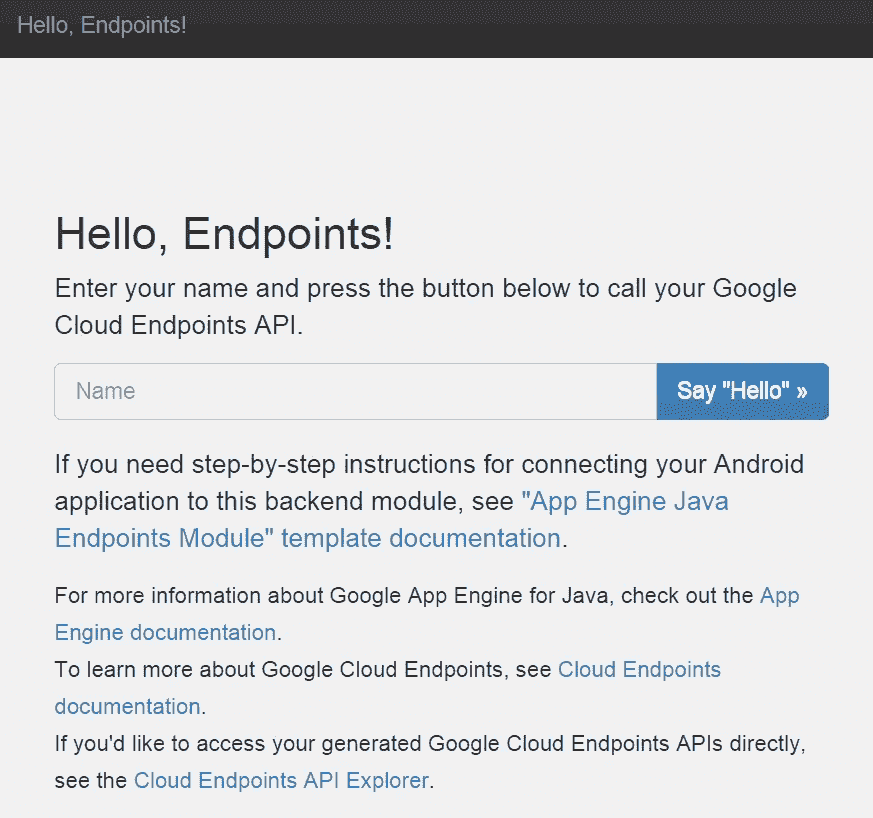 Hello, Endpoints!
Hello, Endpoints!
Enter your name and press the button below to call your Google
Cloud Endpoints API.
Name
Say "Hello" »
If you need step-by-step instructions for connecting your Android
application to this backend module, see "App Engine Java
Endpoints Module" template documentation.
For more information about Google App Engine for Java, check out the App
Engine documentation.
To learn more about Google Cloud Endpoints, see Cloud Endpoints
documentation.
If you'd like to access your generated Google Cloud Endpoints APIs directly,
see the Cloud Endpoints API Explorer.